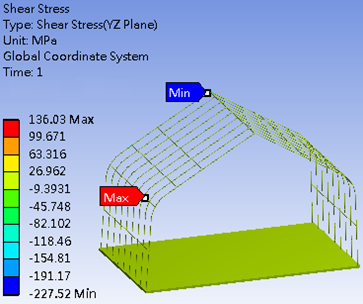 Shear Stress
Type: Shear Stress(YZ Plane)
Unit: MPa
Global Coordinate System
Time: 1
Min
136.03 Max
99.671
63.316
26.962
-9.3931
-45.748
-82.102
-118.46
-154.81
-191.17
-227.52 Min
Max